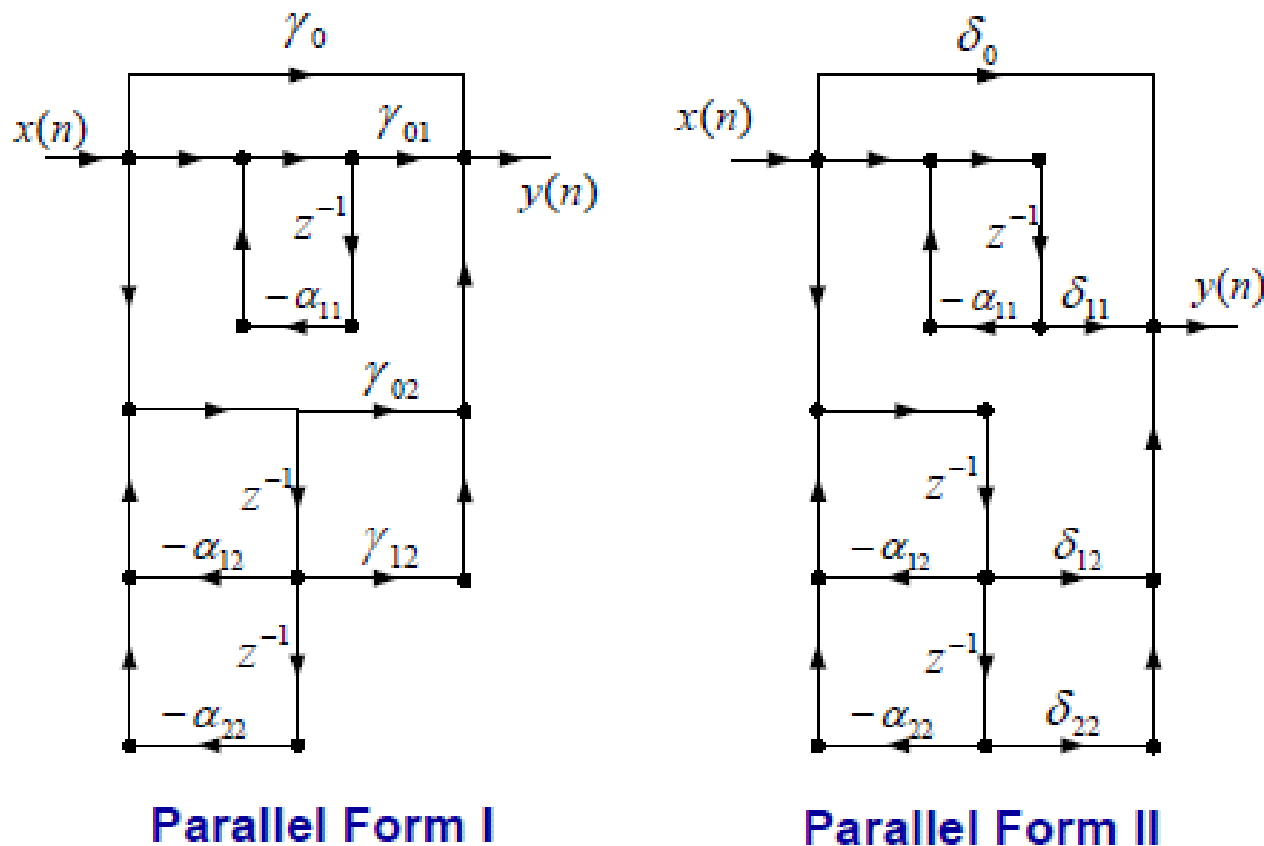 γ₀
x(n)
γ₀₁
y(n)
z⁻¹
-α₁₁
γ₀₂
z⁻¹
-α₁₂
γ₁₂
z⁻¹
-α₂₂
Parallel Form I
δ₀
x(n)
z⁻¹
-α₁₁
δ₁₁
y(n)
z⁻¹
-α₁₂
δ₁₂
z⁻¹
-α₂₂
δ₂₂
Parallel Form II